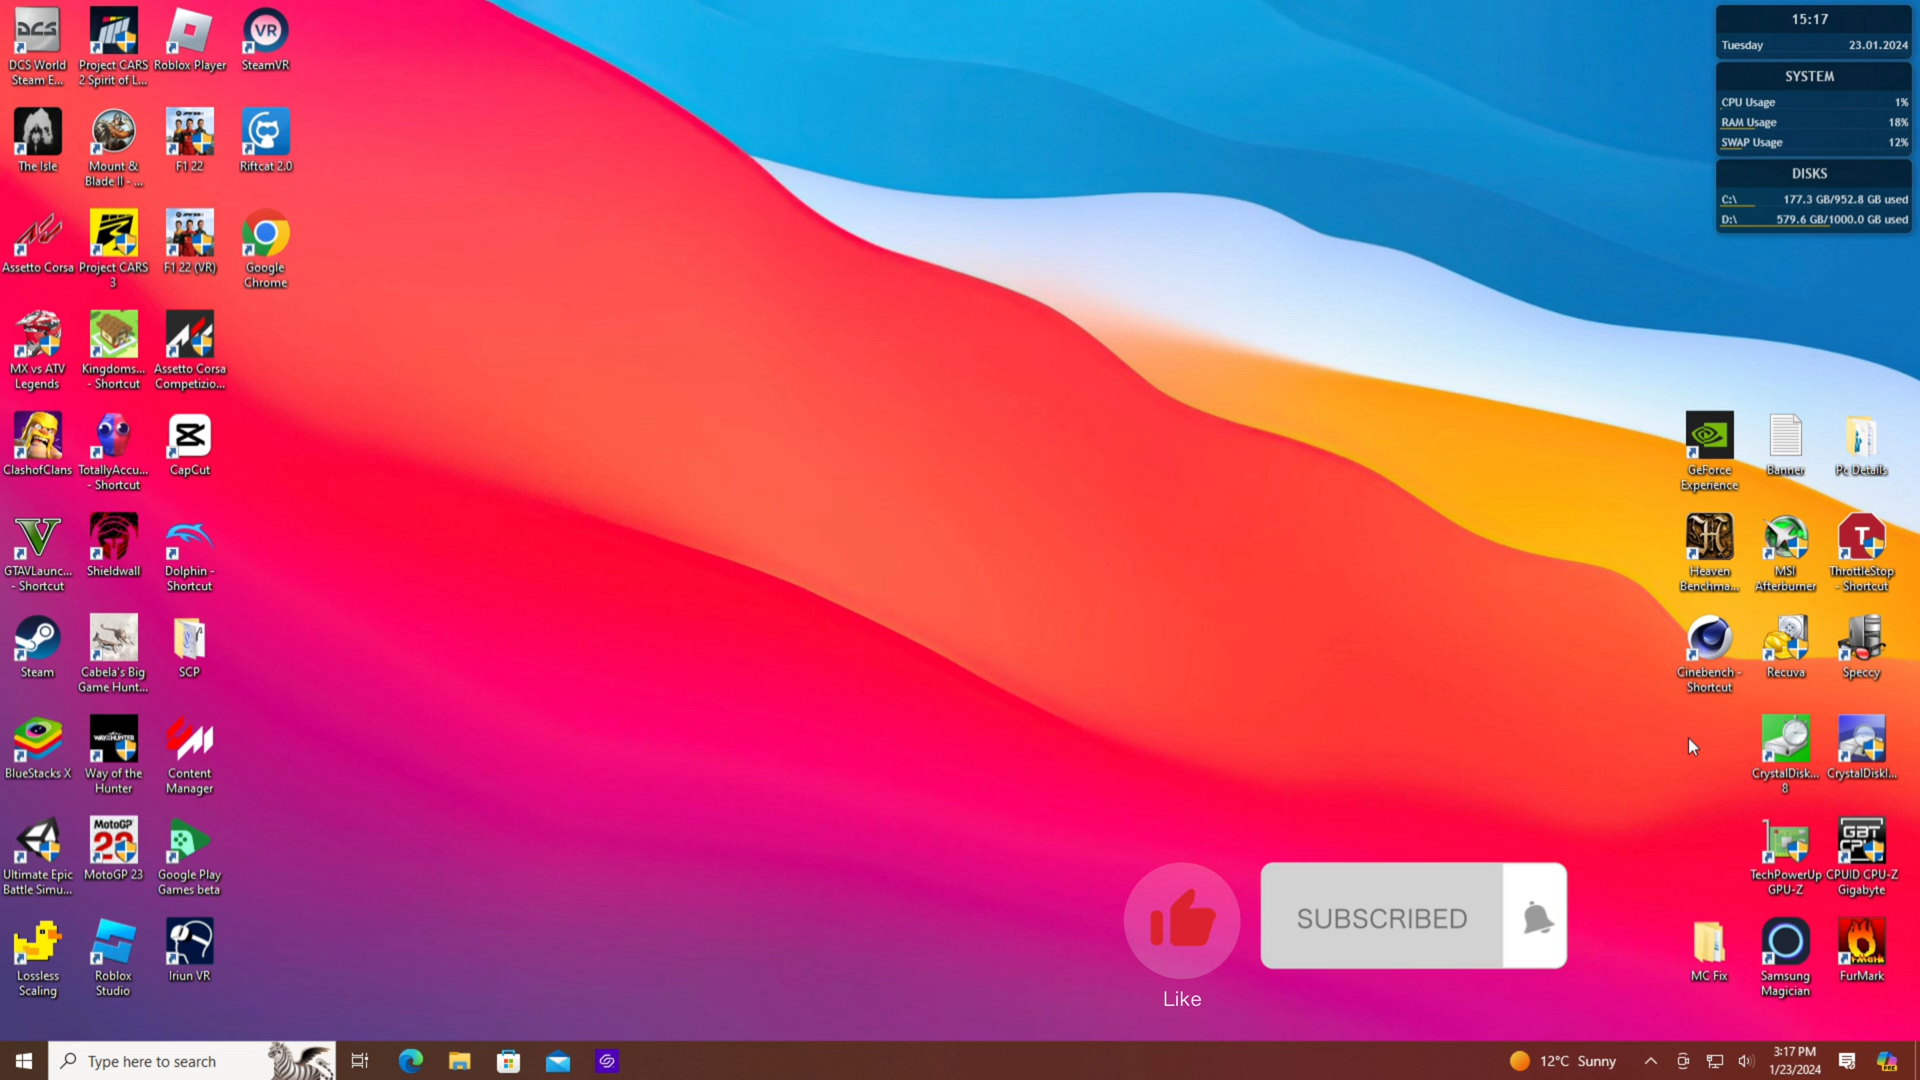 DCS World
Steam E...
Project CARS
2 Spirit of L...
Roblox Player
VR
SteamVR
The Isle
Mount &
Blade II - ...
F1 22
Riftcat 2.0
Assetto Corsa
Project CARS
3
F1 22 (VR)
Google
Chrome
MX vs ATV
Legends
Kingdoms...
- Shortcut
Assetto Corsa
Competizio...
ClashofClans
TotallyAccu...
- Shortcut
CapCut
GTAVLaunc...
- Shortcut
Shieldwall
Dolphin -
Shortcut
Steam
Cabela's Big
Game Hunt...
SCP
BlueStacks X
Way of the
Hunter
Content
Manager
Ultimate Epic
Battle Simu...
MotoGP 23
Google Play
Games beta
Lossless
Scaling
Roblox
Studio
Iriun VR
15:17
Tuesday 23.01.2024
SYSTEM
CPU Usage 1%
RAM Usage 18%
SWAP Usage 12%
DISKS
C:\ 177.3 GB/952.8 GB used
D:\ 579.6 GB/1000.0 GB used
GeForce
Experience
Banner
Pc Details
Heaven
Benchma...
MSI
Afterburner
T
ThrottleStop
- Shortcut
Cinebench -
Shortcut
Recuva
Speccy
CrystalDisk...
8
CrystalDiskI...
TechPowerUp
GPU-Z
CPUID CPU-Z
Gigabyte
MC Fix
Samsung
Magician
FurMark
SUBSCRIBED
Like
Type here to search
12°C Sunny
3:17 PM
1/23/2024